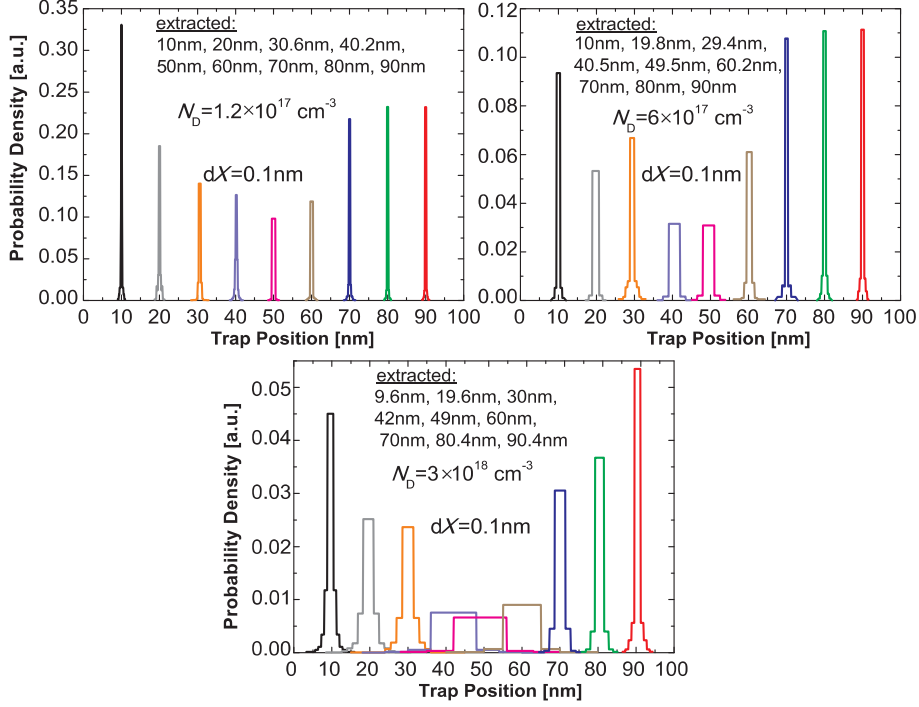 extracted:
10nm, 20nm, 30.6nm, 40.2nm,
50nm, 60nm, 70nm, 80nm, 90nm
N_D=1.2×10^17 cm^-3
dX=0.1nm
Probability Density [a.u.]
0.35
0.30
0.25
0.20
0.15
0.10
0.05
0.00
0 10 20 30 40 50 60 70 80 90 100
Trap Position [nm]
extracted:
10nm, 19.8nm, 29.4nm,
40.5nm, 49.5nm, 60.2nm,
70nm, 80nm, 90nm
N_D=6×10^17 cm^-3
dX=0.1nm
0.12
0.10
0.08
0.06
0.04
0.02
0.00
0 10 20 30 40 50 60 70 80 90 100
Trap Position [nm]
extracted:
9.6nm, 19.6nm, 30nm,
42nm, 49nm, 60nm,
70nm, 80.4nm, 90.4nm
N_D=3×10^18 cm^-3
dX=0.1nm
Probability Density [a.u.]
0.05
0.04
0.03
0.02
0.01
0.00
0 10 20 30 40 50 60 70 80 90 100
Trap Position [nm]